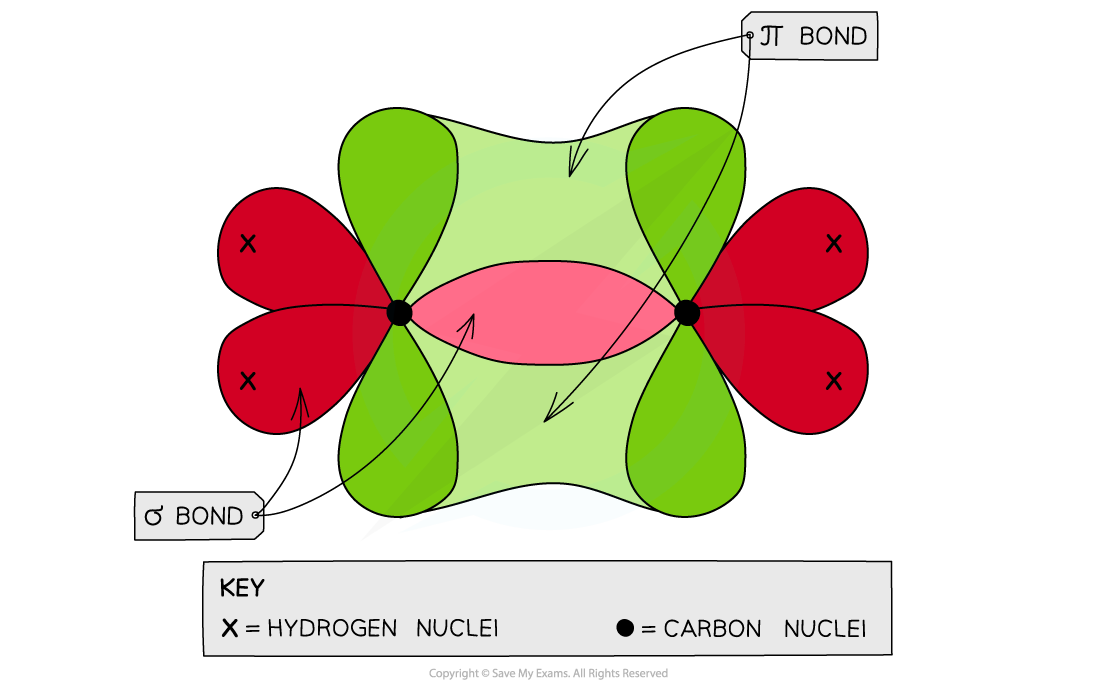 π BOND
X
X
X
X
σ BOND
KEY
X = HYDROGEN NUCLEI
● = CARBON NUCLEI
Copyright © Save My Exams. All Rights Reserved